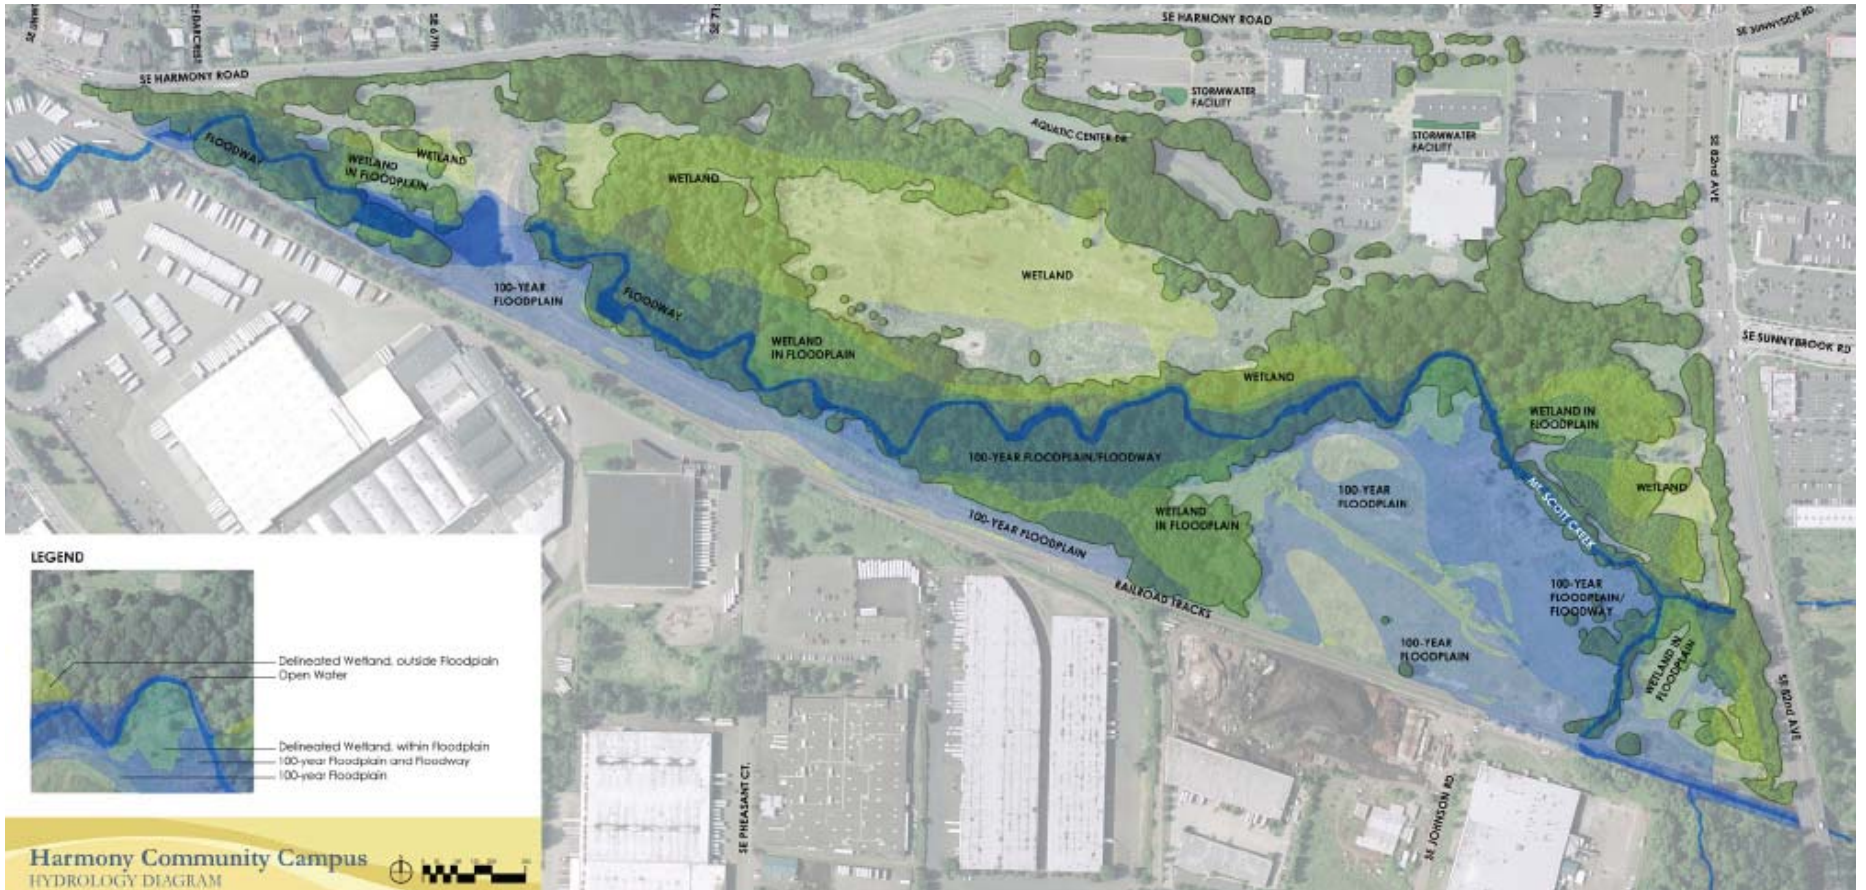 SE HARMONY ROAD
SE 67th
SE HARMONY ROAD
SE SUNNYSIDE RD
STORMWATER
FACILITY
AQUATIC CENTER DR
STORMWATER
FACILITY
SE 82nd AVE
FLOODWAY
WETLAND
IN FLOODPLAIN
WETLAND
WETLAND
WETLAND
100-YEAR
FLOODPLAIN
FLOODWAY
WETLAND
IN FLOODPLAIN
SE SUNNYBROOK RD
WETLAND
WETLAND IN
FLOODPLAIN
100-YEAR FLOODPLAIN/FLOODWAY
100-YEAR
FLOODPLAIN
MT. SCOTT CREEK
WETLAND
WETLAND
IN FLOODPLAIN
100-YEAR FLOODPLAIN
RAILROAD TRACKS
100-YEAR
FLOODPLAIN/
FLOODWAY
100-YEAR
FLOODPLAIN
WETLAND IN
FLOODPLAIN
SE 82nd AVE
SE PHEASANT CT.
SE JOHNSON RD.
LEGEND
Delineated Wetland, outside Floodplain
Open Water
Delineated Wetland, within Floodplain
100-year Floodplain and Floodway
100-year Floodplain
Harmony Community Campus
HYDROLOGY DIAGRAM